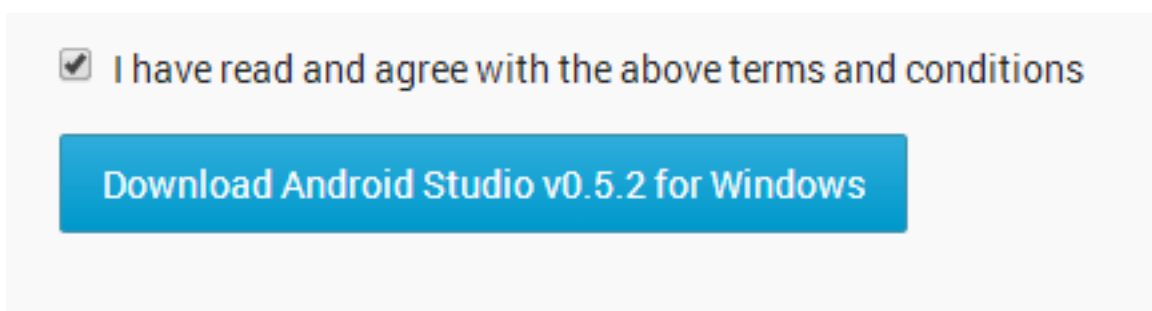 I have read and agree with the above terms and conditions
Download Android Studio v0.5.2 for Windows